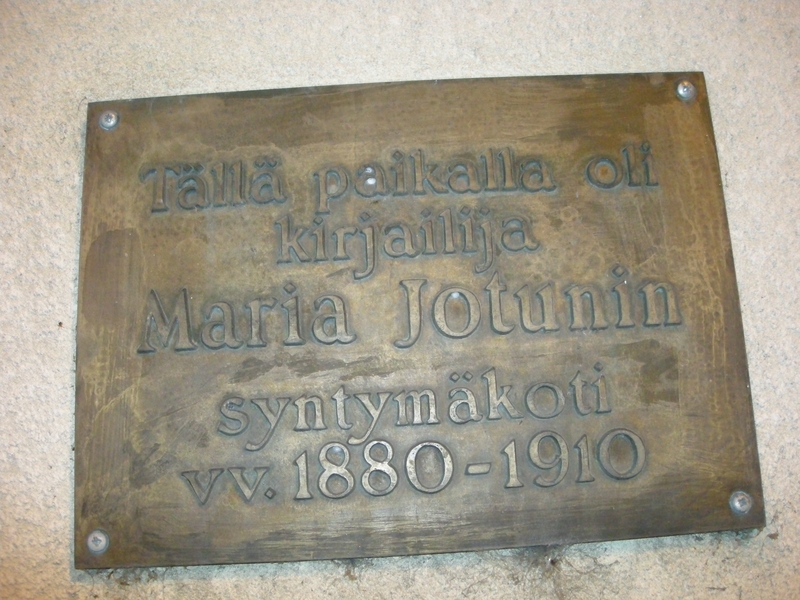 Tällä paikalla oli
kirjailija
Maria Jotunin
syntymäkoti
vv. 1880-1910